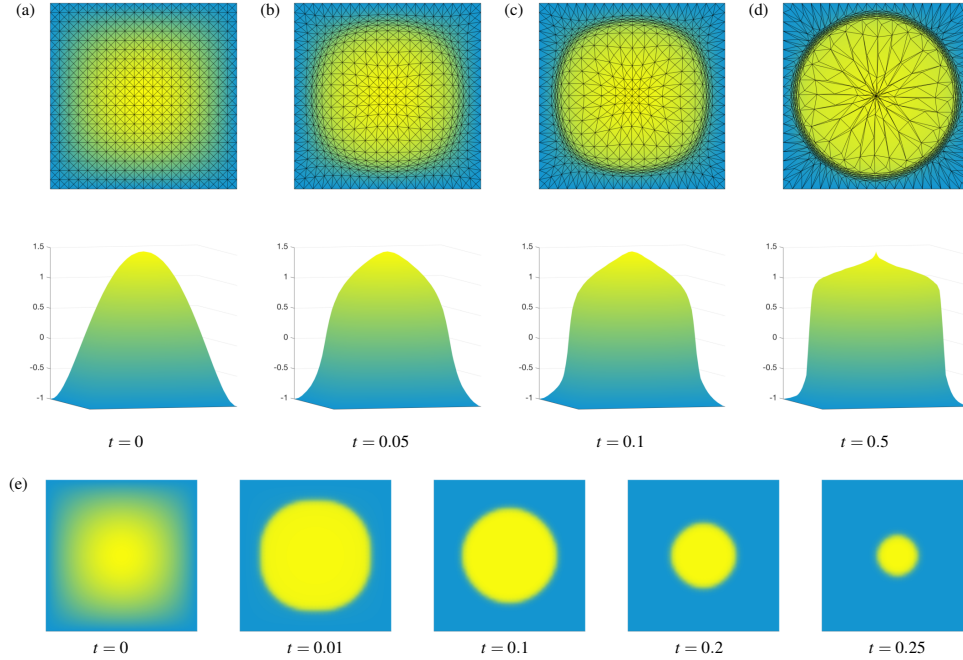 (a) (b) (c) (d)
1.5 1.5 1.5 1.5
1 1 1 1
0.5 0.5 0.5 0.5
0 0 0 0
-0.5 -0.5 -0.5 -0.5
-1 -1 -1 -1
t = 0 t = 0.05 t = 0.1 t = 0.5
(e)
t = 0 t = 0.01 t = 0.1 t = 0.2 t = 0.25